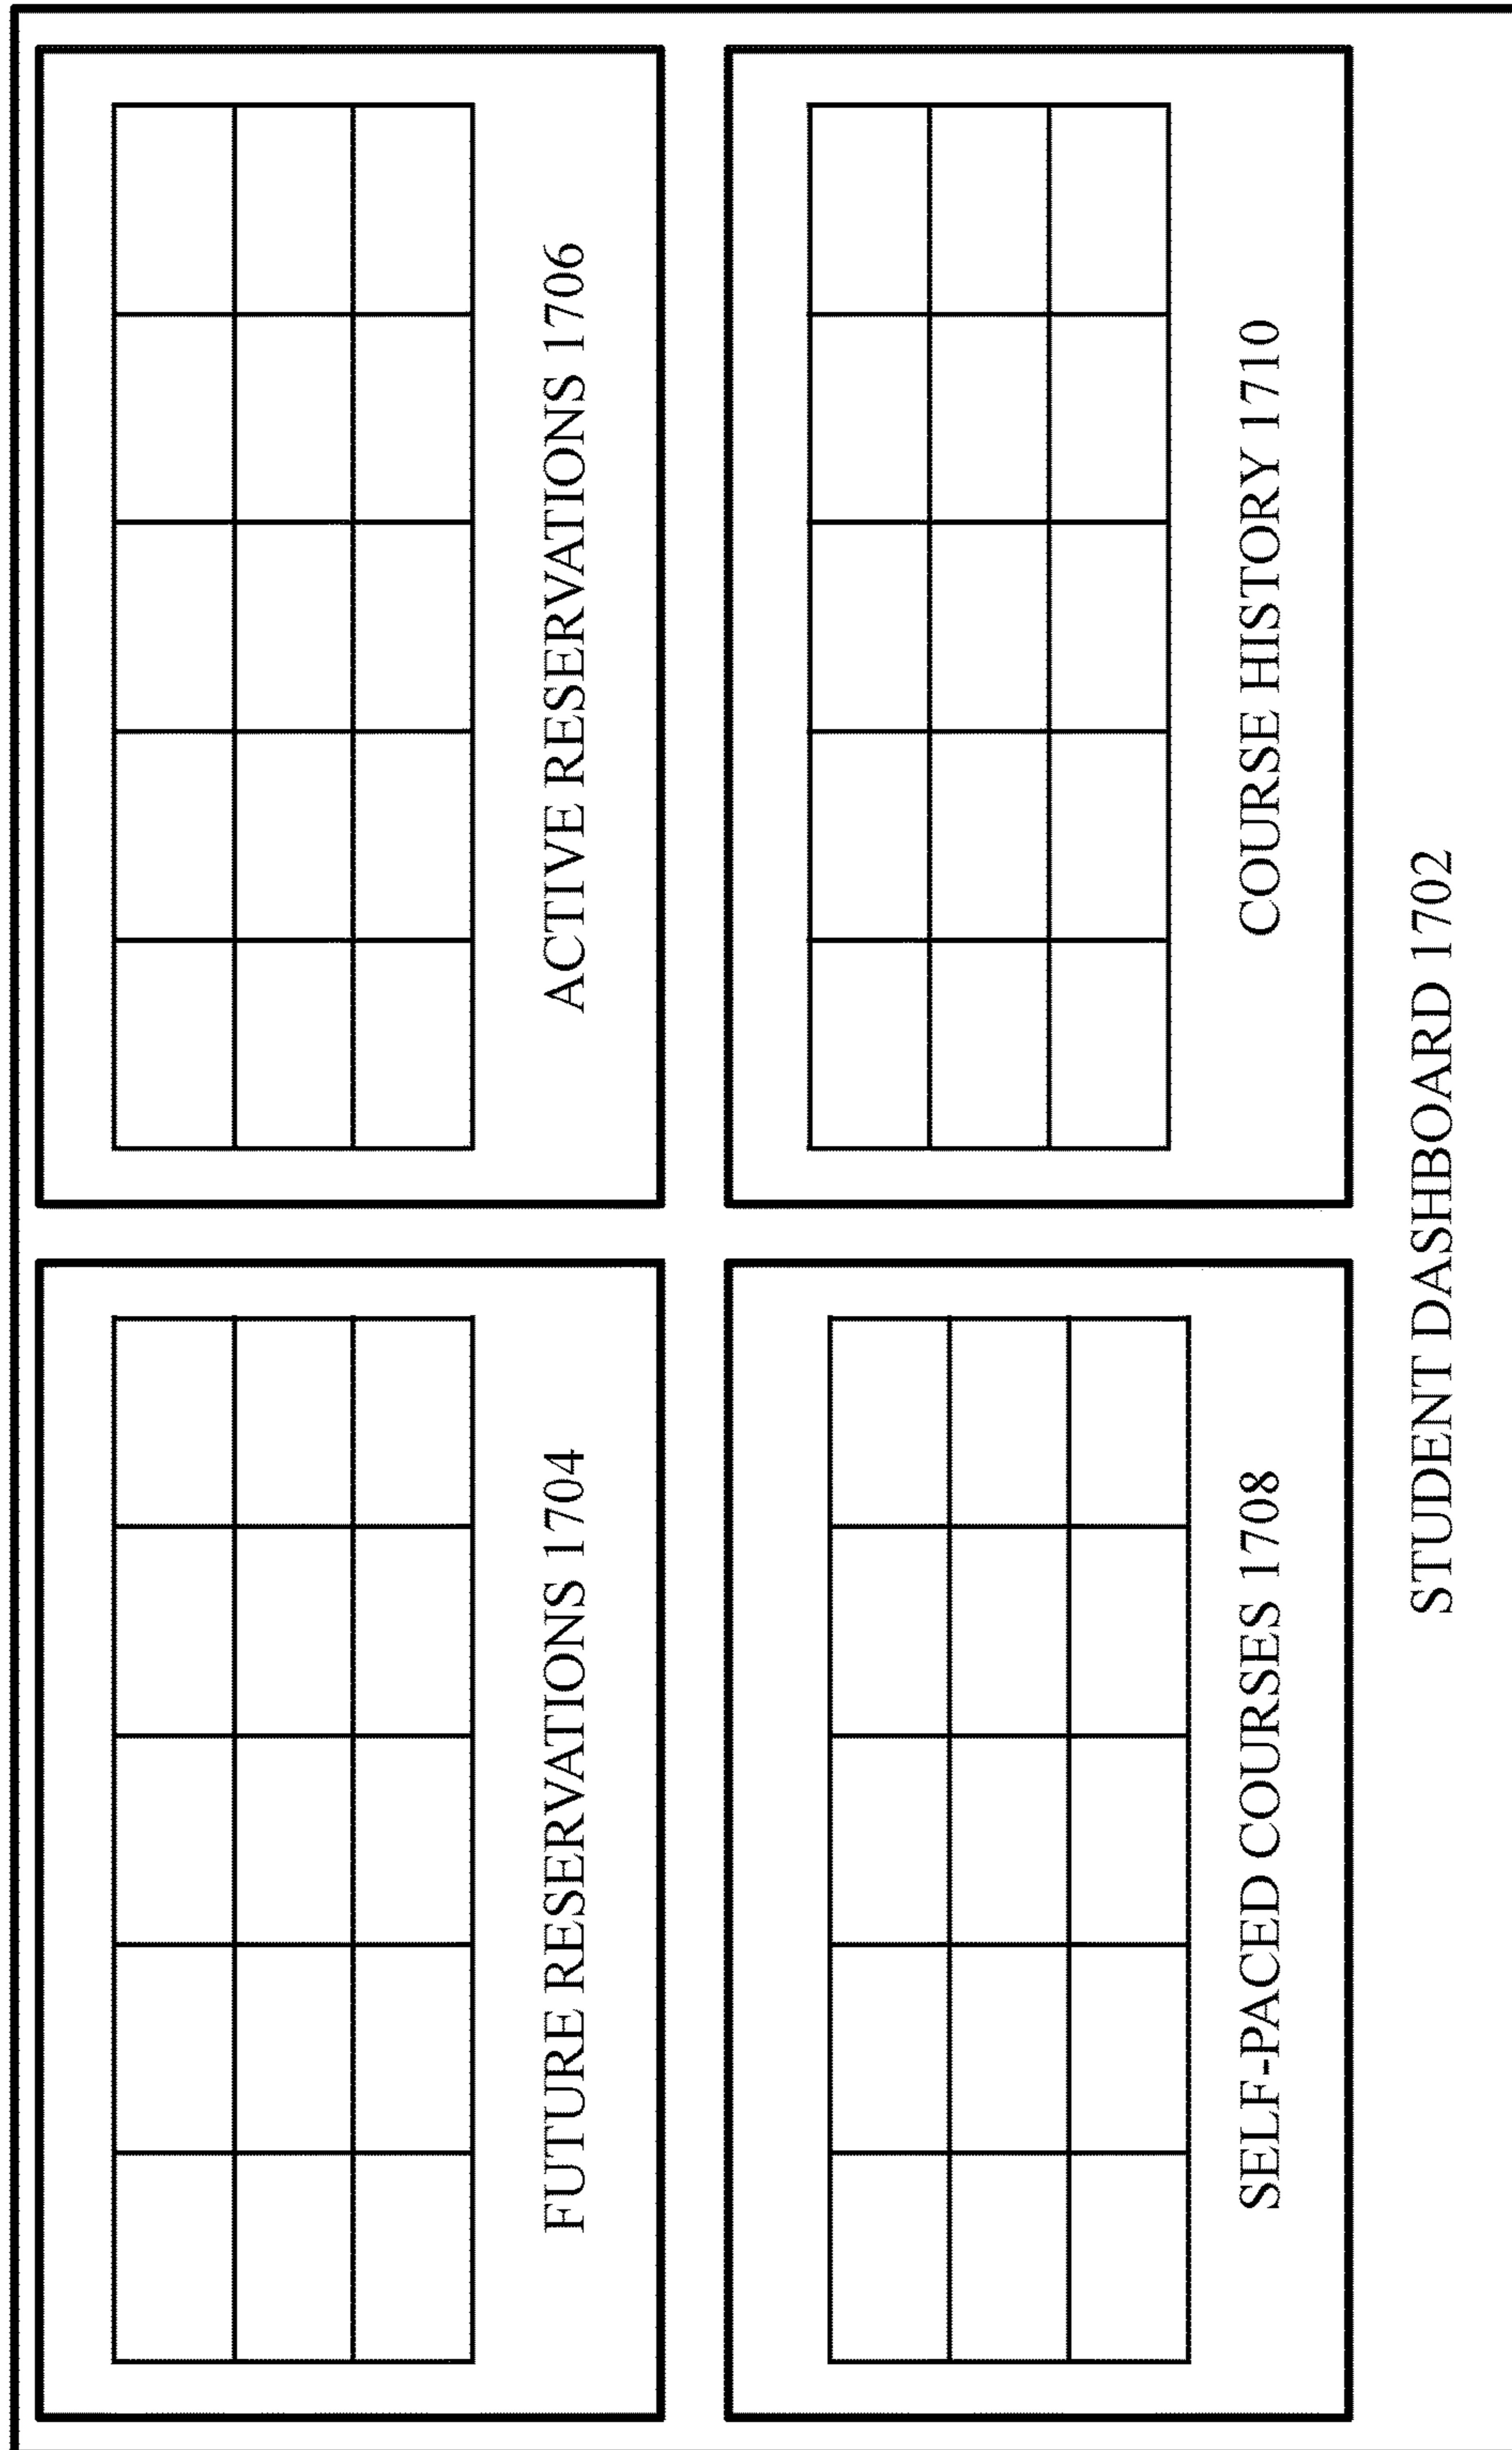 FUTURE RESERVATIONS 1704
ACTIVE RESERVATIONS 1706
SELF-PACED COURSES 1708
COURSE HISTORY 1710
STUDENT DASHBOARD 1702